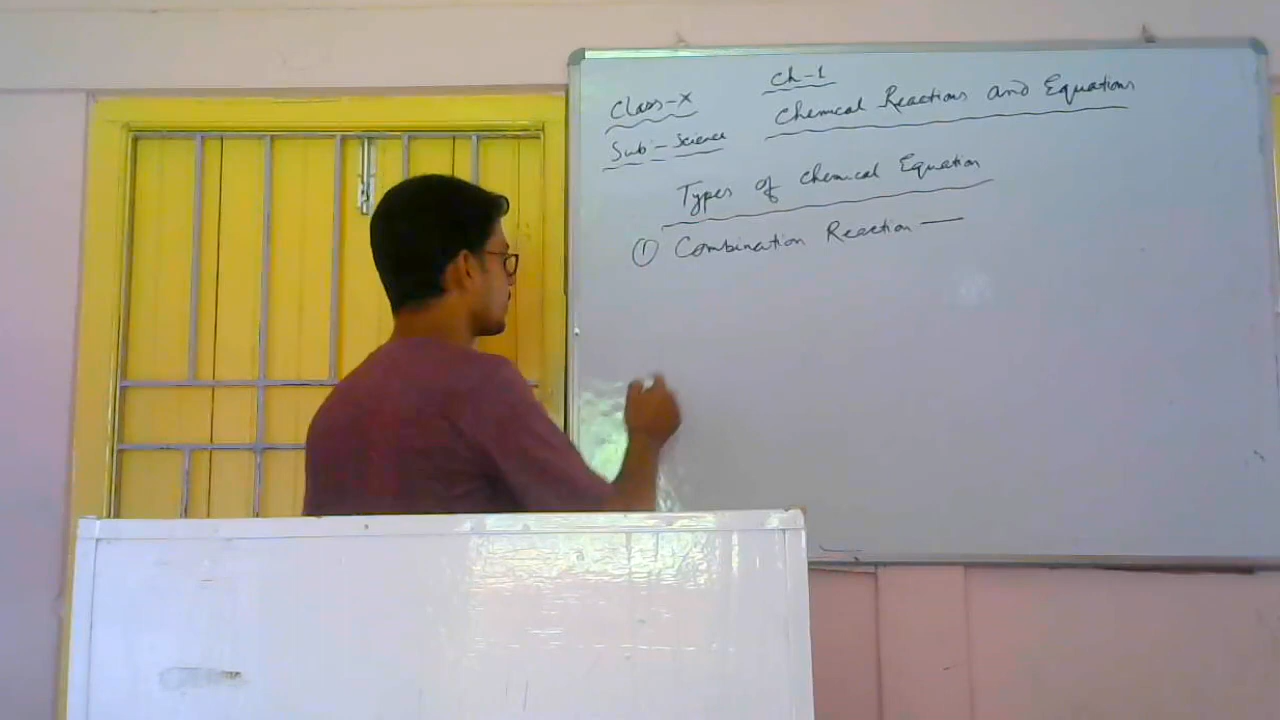 Class-X
Ch-1
Sub:- Science
Chemical Reactions and Equations
Types of Chemical Equation
① Combination Reaction —